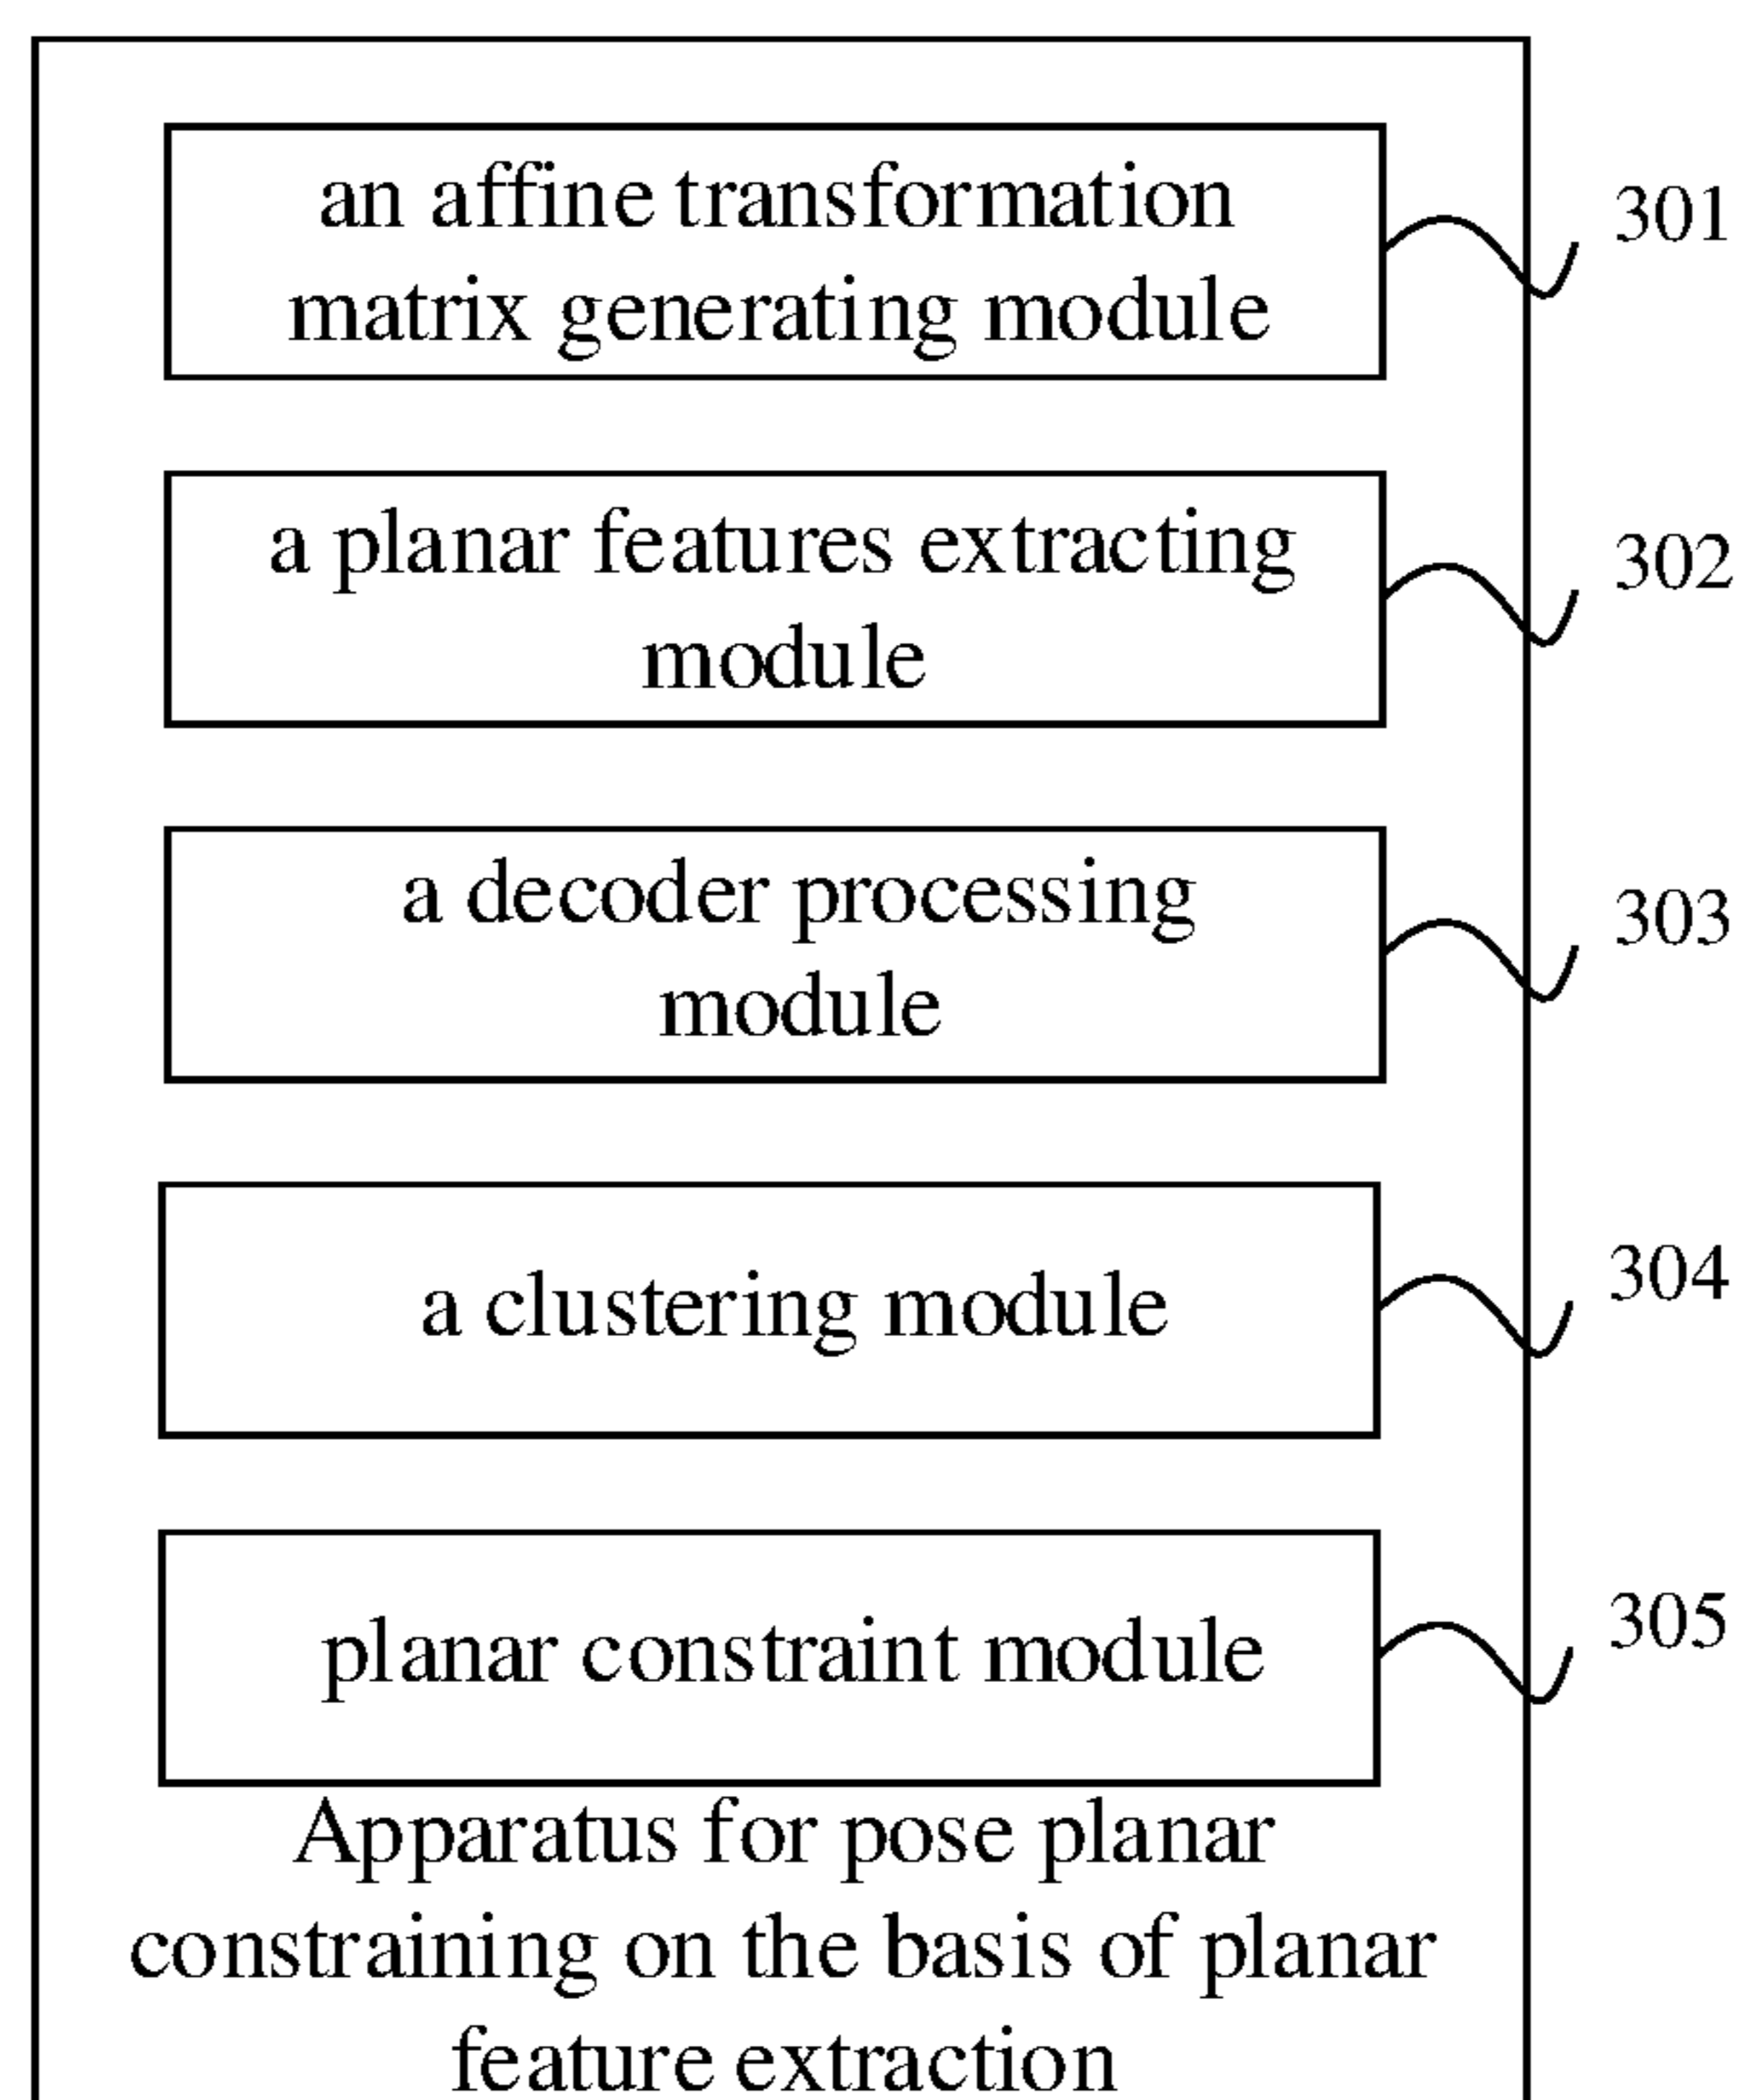 an affine transformation
matrix generating module
301
a planar features extracting
module
302
a decoder processing
module
303
a clustering module
304
planar constraint module
305
Apparatus for pose planar
constraining on the basis of planar
feature extraction